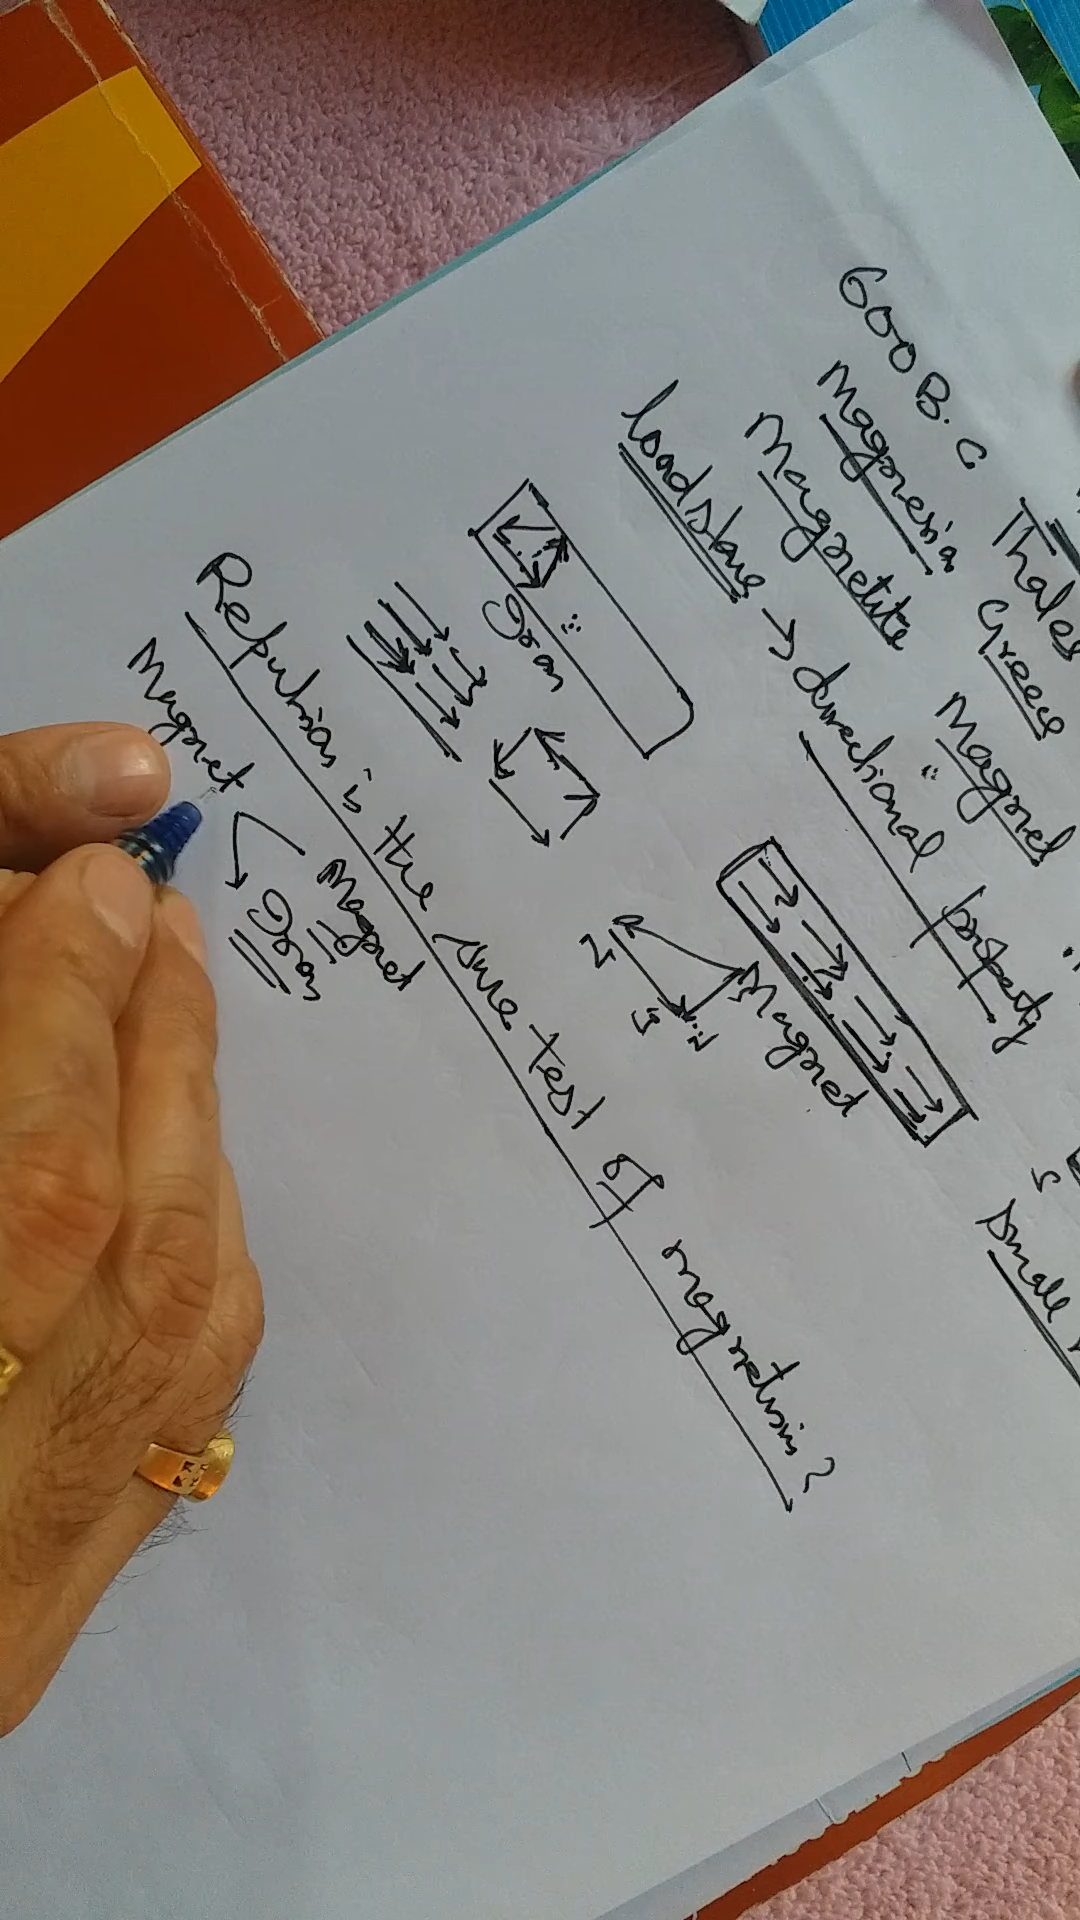 600 B.C
Thales
Magnesia
Greece
Magnetite
Magnet
loadstone → directional property
Iron
Magnet
N
S
N
S
small
Repulsion is the sure test of magnetism?
Magnet
Magnet
Iron